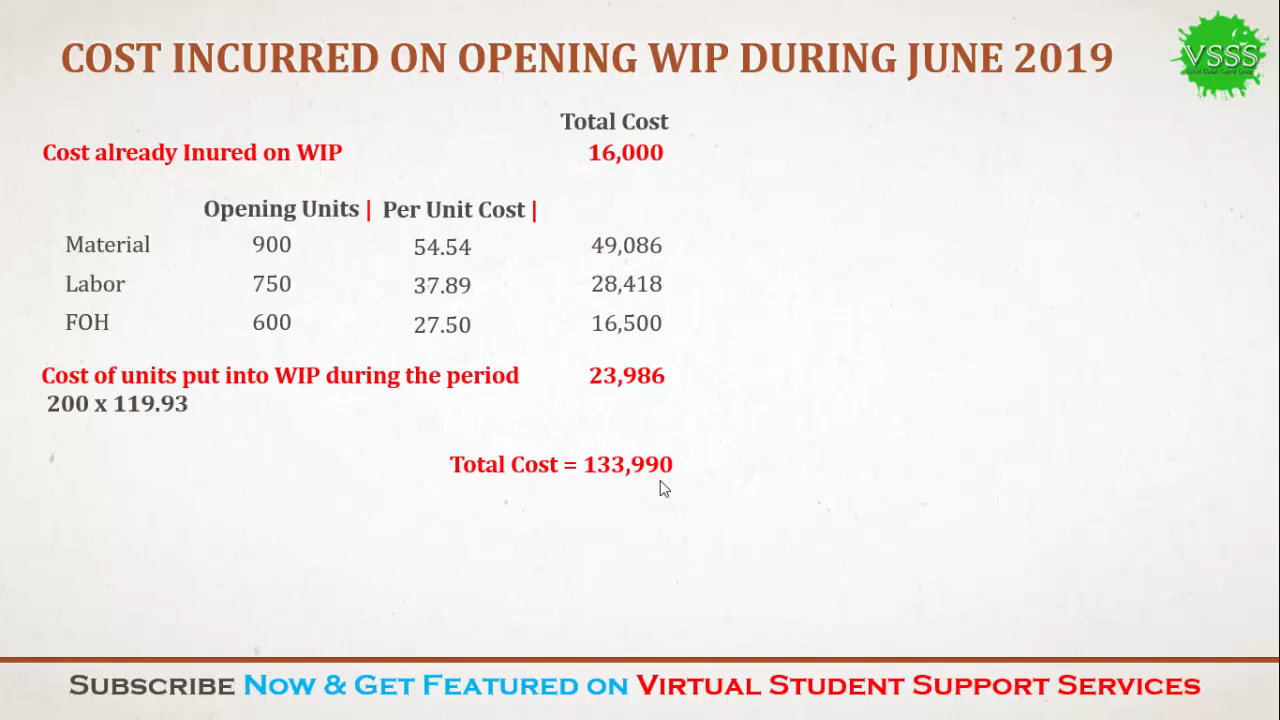 COST INCURRED ON OPENING WIP DURING JUNE 2019
VSSS
Total Cost
Cost already Inured on WIP 16,000
Opening Units | Per Unit Cost |
Material 900 54.54 49,086
Labor 750 37.89 28,418
FOH 600 27.50 16,500
Cost of units put into WIP during the period 23,986
200 x 119.93
Total Cost = 133,990
SUBSCRIBE NOW & GET FEATURED ON VIRTUAL STUDENT SUPPORT SERVICES